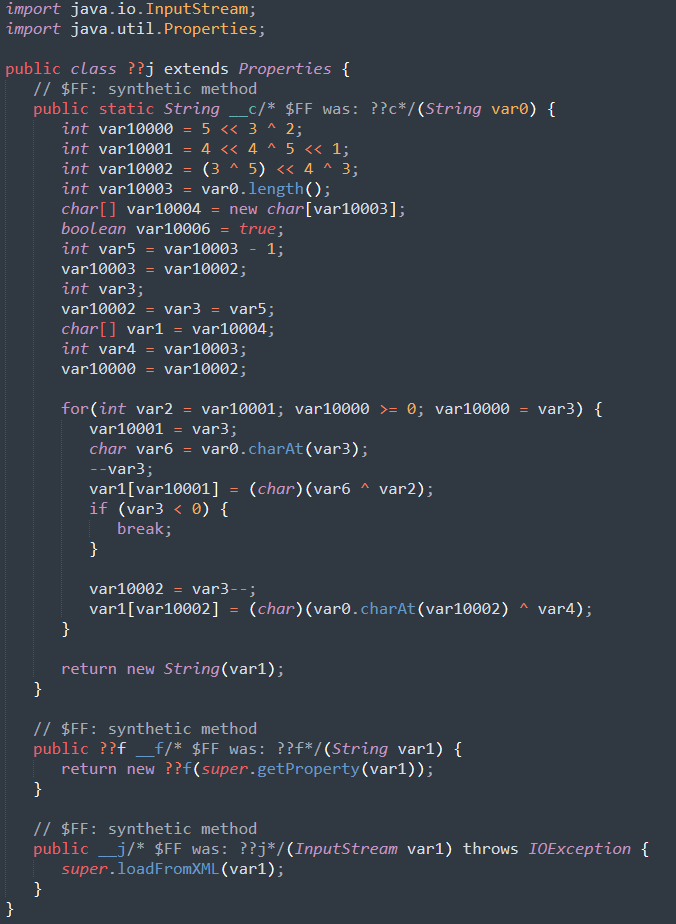 import java.io.InputStream;
import java.util.Properties;
public class ??j extends Properties {
// $FF: synthetic method
public static String __c/* $FF was: ??c*/(String var0) {
int var10000 = 5 << 3 ^ 2;
int var10001 = 4 << 4 ^ 5 << 1;
int var10002 = (3 ^ 5) << 4 ^ 3;
int var10003 = var0.length();
char[] var10004 = new char[var10003];
boolean var10006 = true;
int var5 = var10003 - 1;
var10003 = var10002;
int var3;
var10002 = var3 = var5;
char[] var1 = var10004;
int var4 = var10003;
var10000 = var10002;
for(int var2 = var10001; var10000 >= 0; var10000 = var3) {
var10001 = var3;
char var6 = var0.charAt(var3);
--var3;
var1[var10001] = (char)(var6 ^ var2);
if (var3 < 0) {
break;
}
var10002 = var3--;
var1[var10002] = (char)(var0.charAt(var10002) ^ var4);
}
return new String(var1);
}
// $FF: synthetic method
public ??f __f/* $FF was: ??f*/(String var1) {
return new ??f(super.getProperty(var1));
}
// $FF: synthetic method
public __j/* $FF was: ??j*/(InputStream var1) throws IOException {
super.loadFromXML(var1);
}
}